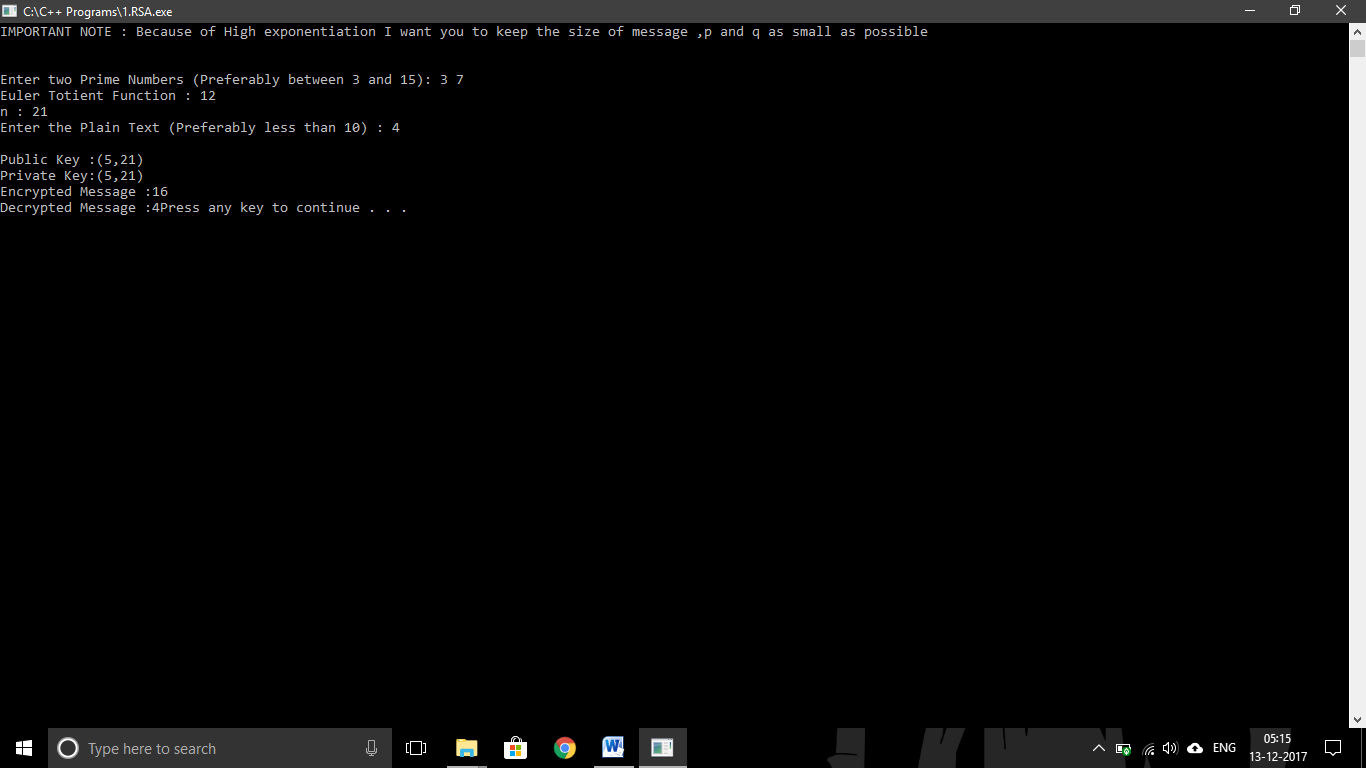 C:\C++ Programs\1.RSA.exe
IMPORTANT NOTE : Because of High exponentiation I want you to keep the size of message ,p and q as small as possible
Enter two Prime Numbers (Preferably between 3 and 15): 3 7
Euler Totient Function : 12
n : 21
Enter the Plain Text (Preferably less than 10) : 4
Public Key :(5,21)
Private Key:(5,21)
Encrypted Message :16
Decrypted Message :4Press any key to continue . . .
Type here to search
ENG
05:15
13-12-2017